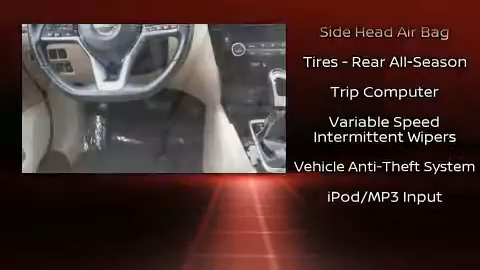 Side Head Air Bag
Tires - Rear All-Season
Trip Computer
Variable Speed
Intermittent Wipers
Vehicle Anti-Theft System
iPod/MP3 Input